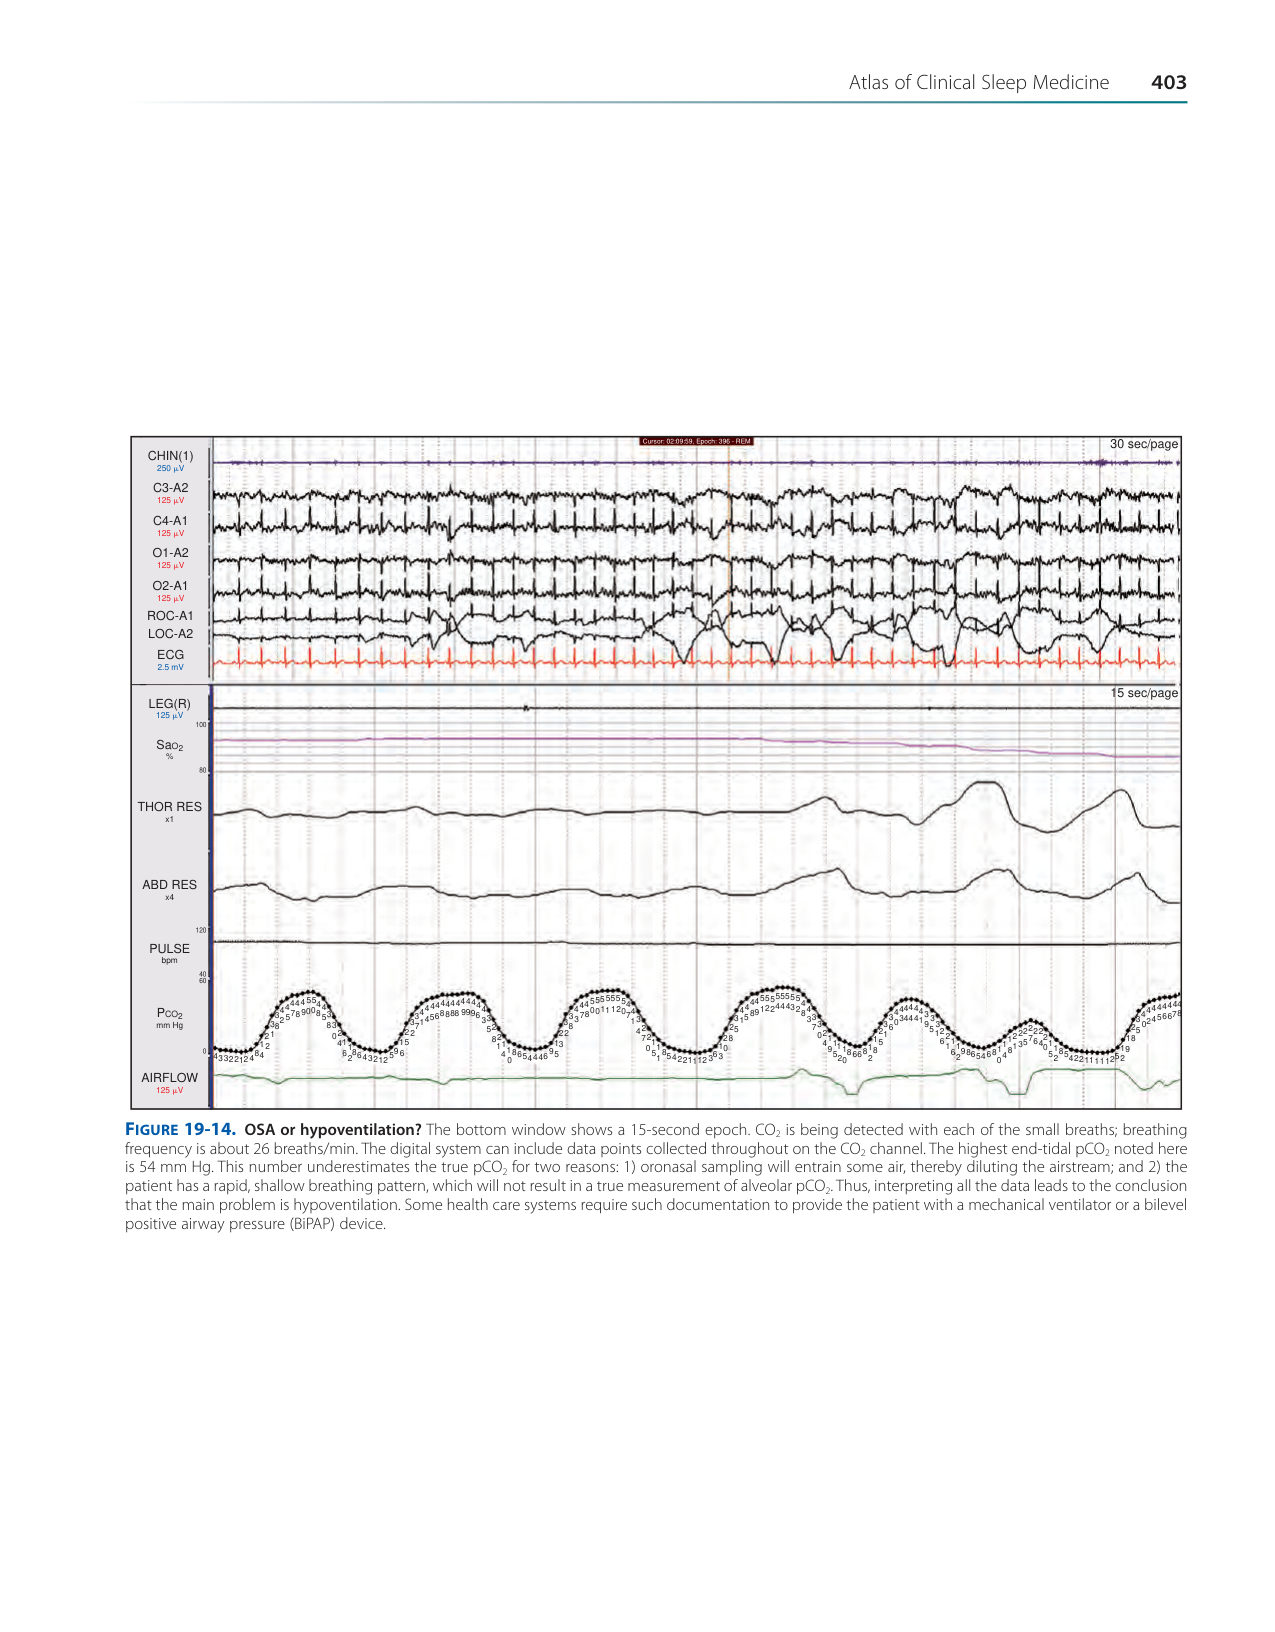 Atlas of Clinical Sleep Medicine 403
Cursor: 02:09:59, Epoch: 396 - REM
30 sec/page
CHIN(1)
250 µV
C3-A2
125 µV
C4-A1
125 µV
O1-A2
125 µV
O2-A1
125 µV
ROC-A1
LOC-A2
ECG
2.5 mV
15 sec/page
LEG(R)
125 µV
100
SaO₂
%
80
THOR RES
x1
ABD RES
x4
120
PULSE
bpm
40
60
PCO₂
mm Hg
0
AIRFLOW
125 µV
FIGURE 19-14. OSA or hypoventilation? The bottom window shows a 15-second epoch. CO₂ is being detected with each of the small breaths; breathing
frequency is about 26 breaths/min. The digital system can include data points collected throughout on the CO₂ channel. The highest end-tidal pCO₂ noted here
is 54 mm Hg. This number underestimates the true pCO₂ for two reasons: 1) oronasal sampling will entrain some air, thereby diluting the airstream; and 2) the
patient has a rapid, shallow breathing pattern, which will not result in a true measurement of alveolar pCO₂. Thus, interpreting all the data leads to the conclusion
that the main problem is hypoventilation. Some health care systems require such documentation to provide the patient with a mechanical ventilator or a bilevel
positive airway pressure (BiPAP) device.